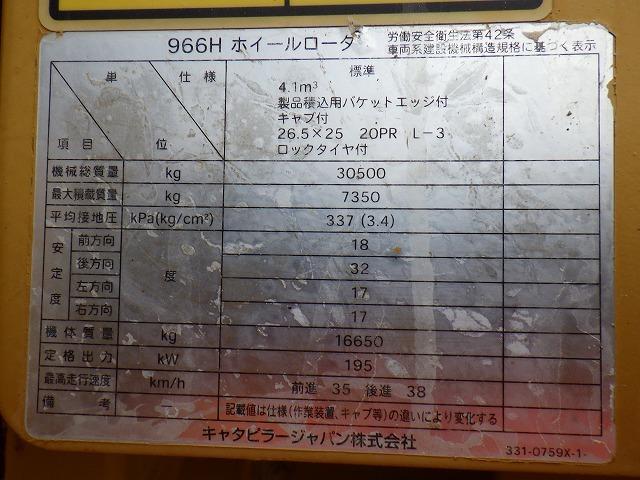 966H ホイールローダ
労働安全衛生法第42条
車両系建設機械構造規格に基づく表示
単 仕様 標準
項目 位
4.1m³
製品積込用バケットエッジ付
キャブ付
26.5×25 20PR L-3
ロックタイヤ付
機械総質量 kg 30500
最大積載質量 kg 7350
平均接地圧 kPa(kg/cm²) 337 (3.4)
安定度 前方向 度 18
後方向 32
左方向 17
右方向 17
機体質量 kg 16650
定格出力 kW 195
最高走行速度 km/h 前進 35 後進 38
備考 — 記載値は仕様(作業装置、キャブ等)の違いにより変化する
キャタピラージャパン株式会社
331-0759X-1-